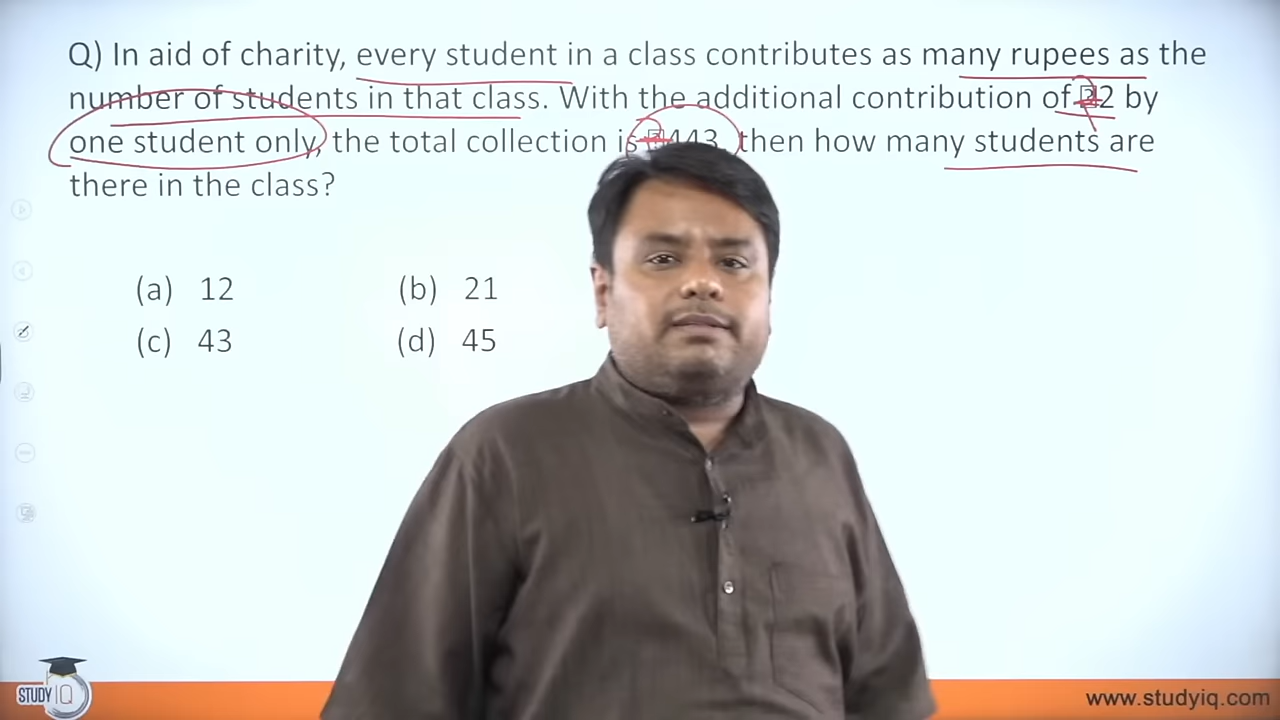 Q) In aid of charity, every student in a class contributes as many rupees as the
number of students in that class. With the additional contribution of 2 by
one student only, the total collection is 443, then how many students are
there in the class?
(a) 12 (b) 21
(c) 43 (d) 45
STUDY IQ
www.studyiq.com